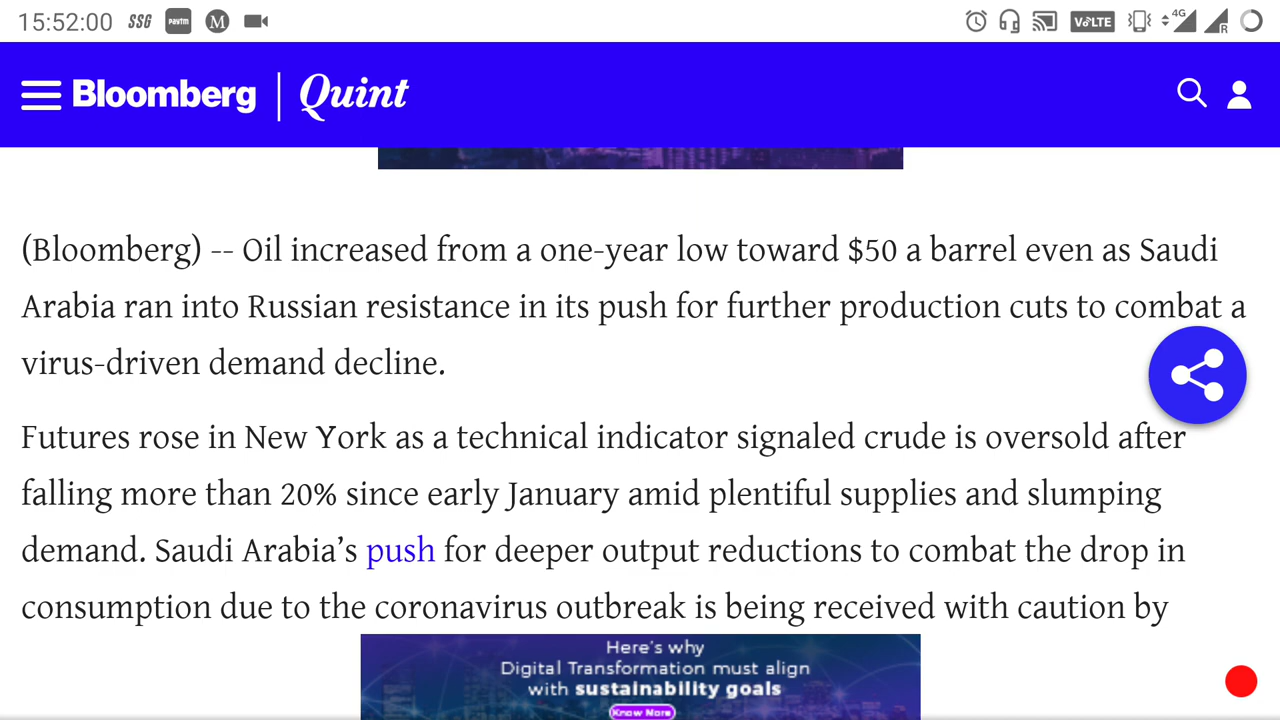 15:52:00 SSG Paytm M VoLTE 4G R
Bloomberg | Quint
(Bloomberg) -- Oil increased from a one-year low toward $50 a barrel even as Saudi
Arabia ran into Russian resistance in its push for further production cuts to combat a
virus-driven demand decline.
Futures rose in New York as a technical indicator signaled crude is oversold after
falling more than 20% since early January amid plentiful supplies and slumping
demand. Saudi Arabia’s push for deeper output reductions to combat the drop in
consumption due to the coronavirus outbreak is being received with caution by
Here's why
Digital Transformation must align
with sustainability goals
Know More